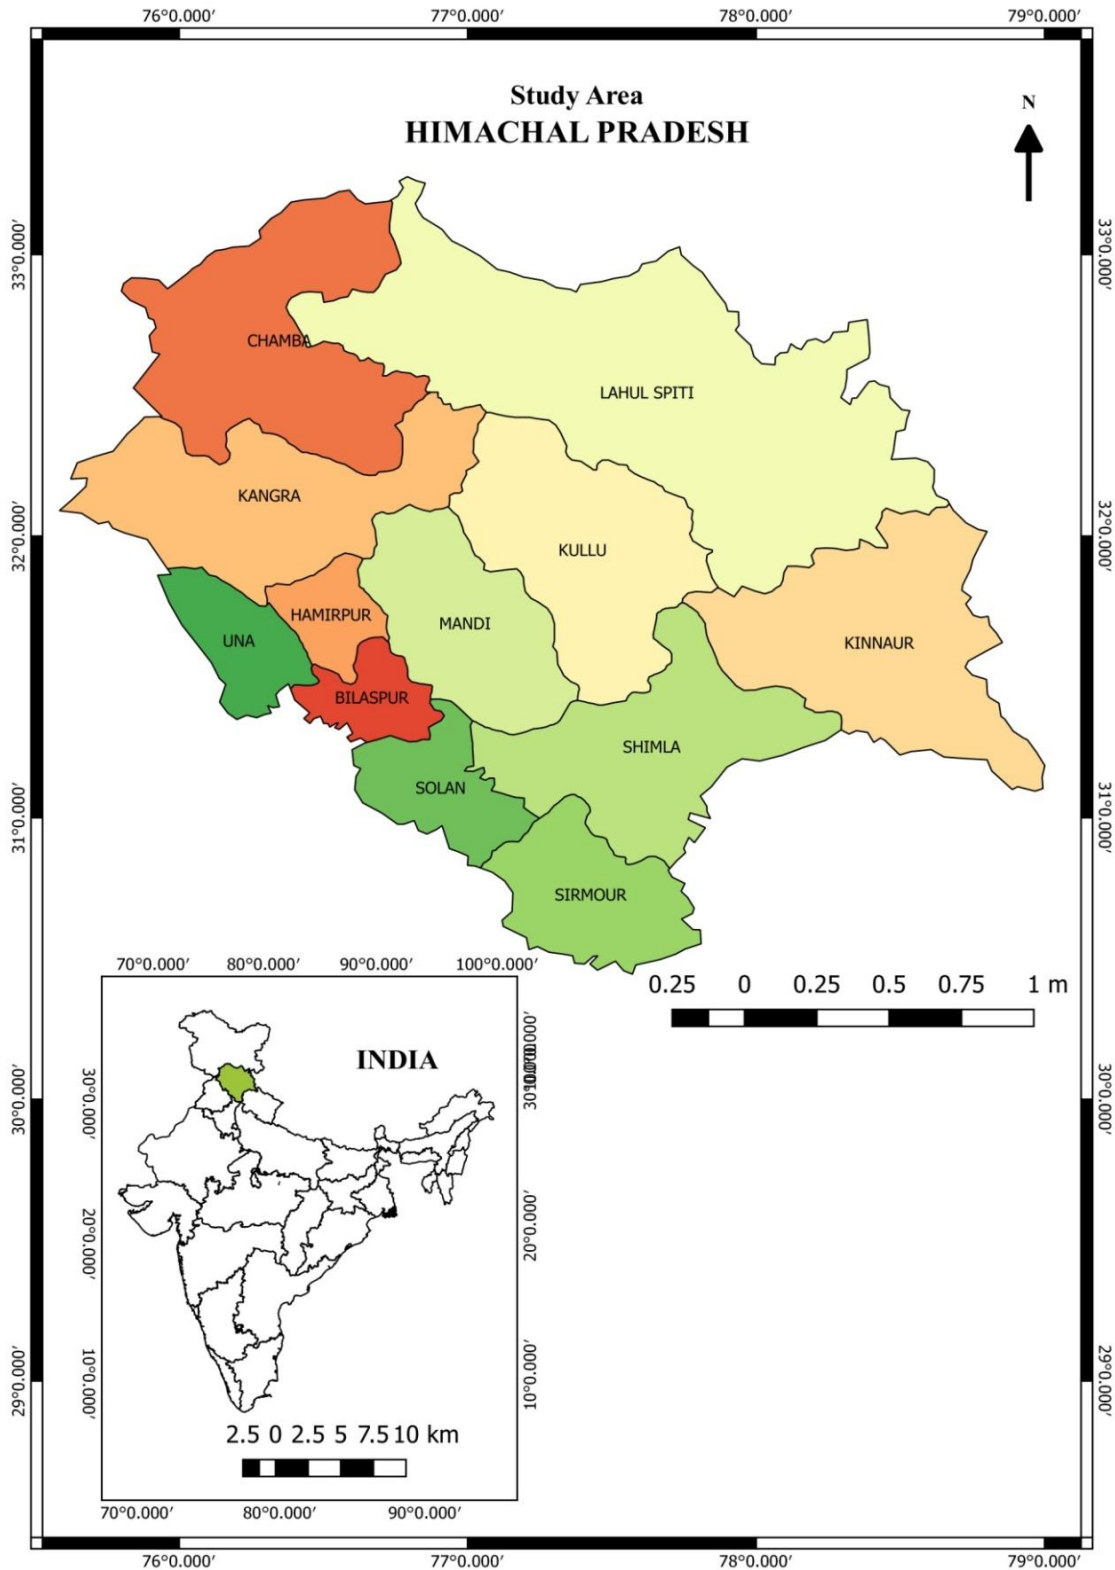 76°0.000′ 77°0.000′ 78°0.000′ 79°0.000′
Study Area
HIMACHAL PRADESH
N
33°0.000′ 33°0.000′
CHAMBA
LAHUL SPITI
KANGRA
32°0.000′ 32°0.000′
KULLU
HAMIRPUR
MANDI
UNA
KINNAUR
BILASPUR
SHIMLA
SOLAN
31°0.000′ 31°0.000′
SIRMOUR
70°0.000′ 80°0.000′ 90°0.000′ 100°0.000′
0.25 0 0.25 0.5 0.75 1 m
INDIA
30°0.000′ 30°0.000′
30°0.000′ 30°0.000′
20°0.000′ 20°0.000′
10°0.000′ 10°0.000′
29°0.000′ 29°0.000′
2.5 0 2.5 5 7.5 10 km
70°0.000′ 80°0.000′ 90°0.000′
76°0.000′ 77°0.000′ 78°0.000′ 79°0.000′